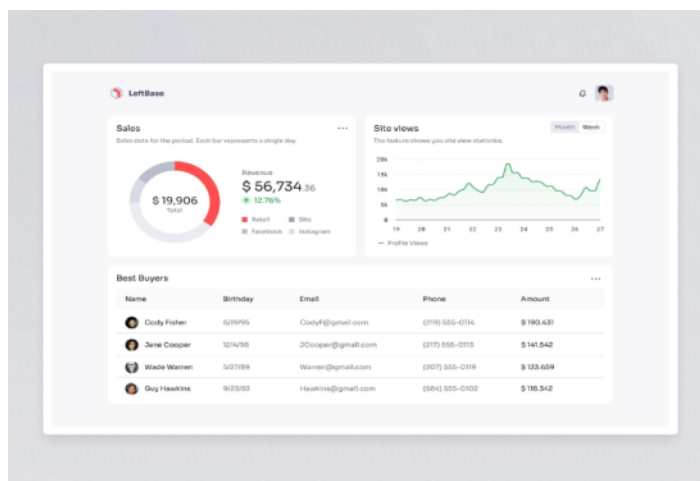 LoftBase
Sales
Sales data for the period. Each bar represents a single day.
$ 19,906
Total
Revenue
$ 56,734.36
12.76%
Retail
Site
Facebook
Instagram
Site views
Month Week
The feature shows you site view statistics.
20k
15k
10k
5k
0
19 20 21 22 23 24 25 26 27
Profile Views
Best Buyers
Name Birthday Email Phone Amount
Cody Fisher 6/19/95 CodyF@gmail.com (219) 555-0114 $ 190.431
Jane Cooper 12/4/98 JCooper@gmail.com (217) 555-0113 $ 141.542
Wade Warren 5/27/89 Warren@gmail.com (207) 555-0119 $ 123.659
Guy Hawkins 9/23/83 Hawkins@gmail.com (684) 555-0102 $ 118.342